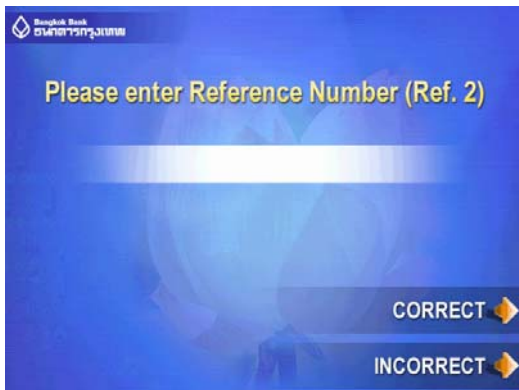 Bangkok Bank
ธนาคารกรุงเทพ
Please enter Reference Number (Ref. 2)
CORRECT
INCORRECT